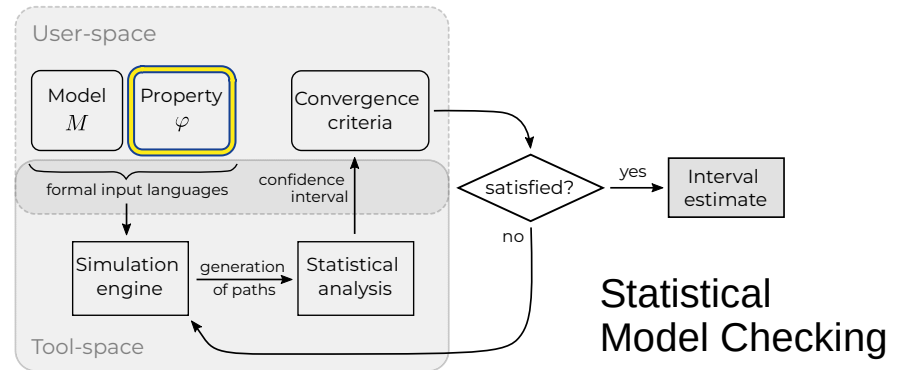 User-space
Model
M
Property
φ
Convergence
criteria
formal input languages
confidence
interval
satisfied?
yes
no
Interval
estimate
Simulation
engine
generation
of paths
Statistical
analysis
Tool-space
Statistical
Model Checking